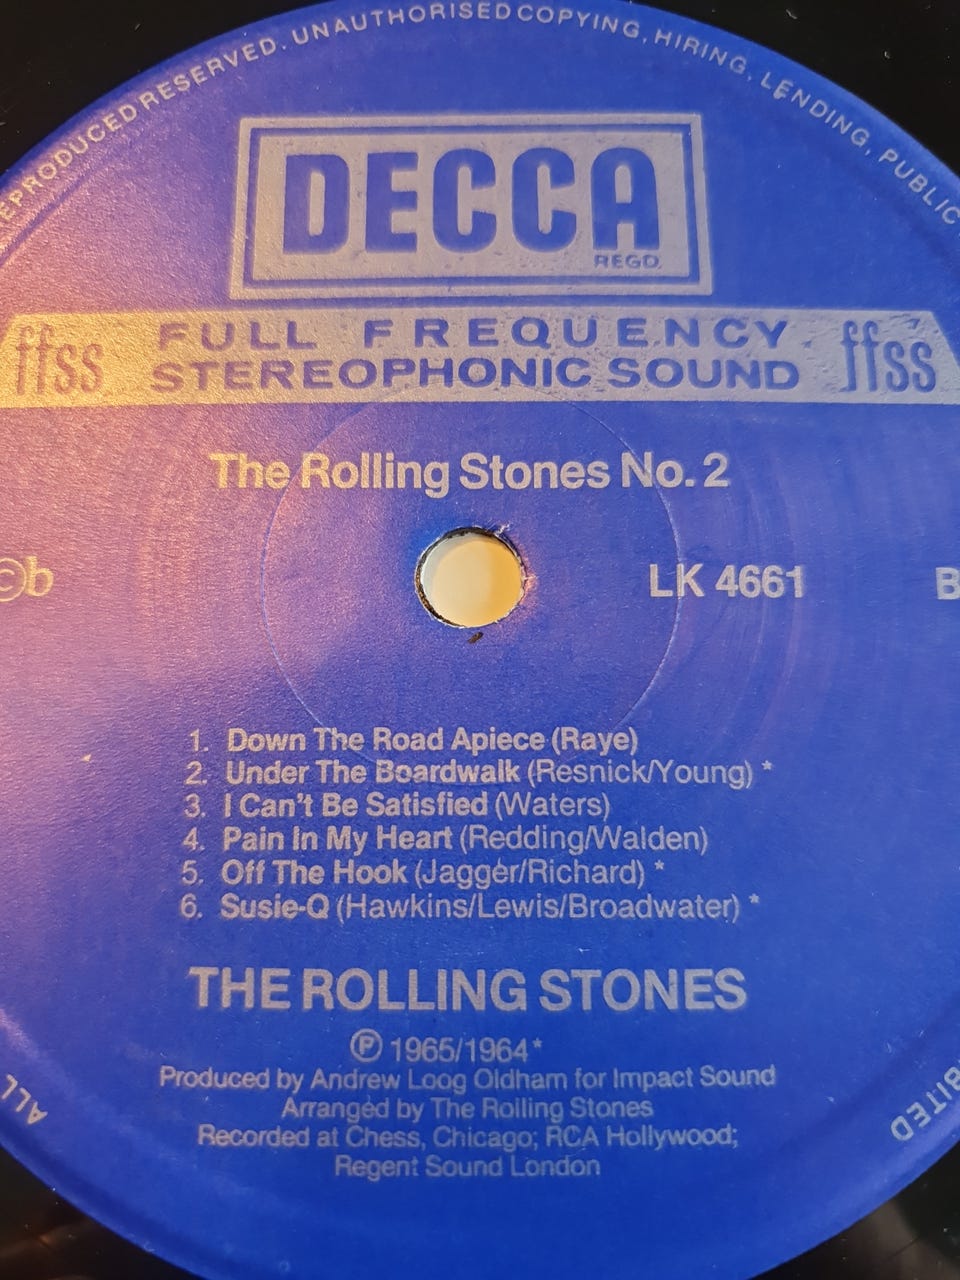 REPRODUCED RESERVED. UNAUTHORISED COPYING, HIRING, LENDING, PUBLIC
DECCA
REGD.
ffss FULL FREQUENCY ffss
STEREOPHONIC SOUND
The Rolling Stones No. 2
©b LK 4661 B
1. Down The Road Apiece (Raye)
2. Under The Boardwalk (Resnick/Young) *
3. I Can't Be Satisfied (Waters)
4. Pain In My Heart (Redding/Walden)
5. Off The Hook (Jagger/Richard) *
6. Susie-Q (Hawkins/Lewis/Broadwater) *
THE ROLLING STONES
℗ 1965/1964*
Produced by Andrew Loog Oldham for Impact Sound
Arranged by The Rolling Stones
Recorded at Chess, Chicago; RCA Hollywood;
Regent Sound London
ALL
BITED